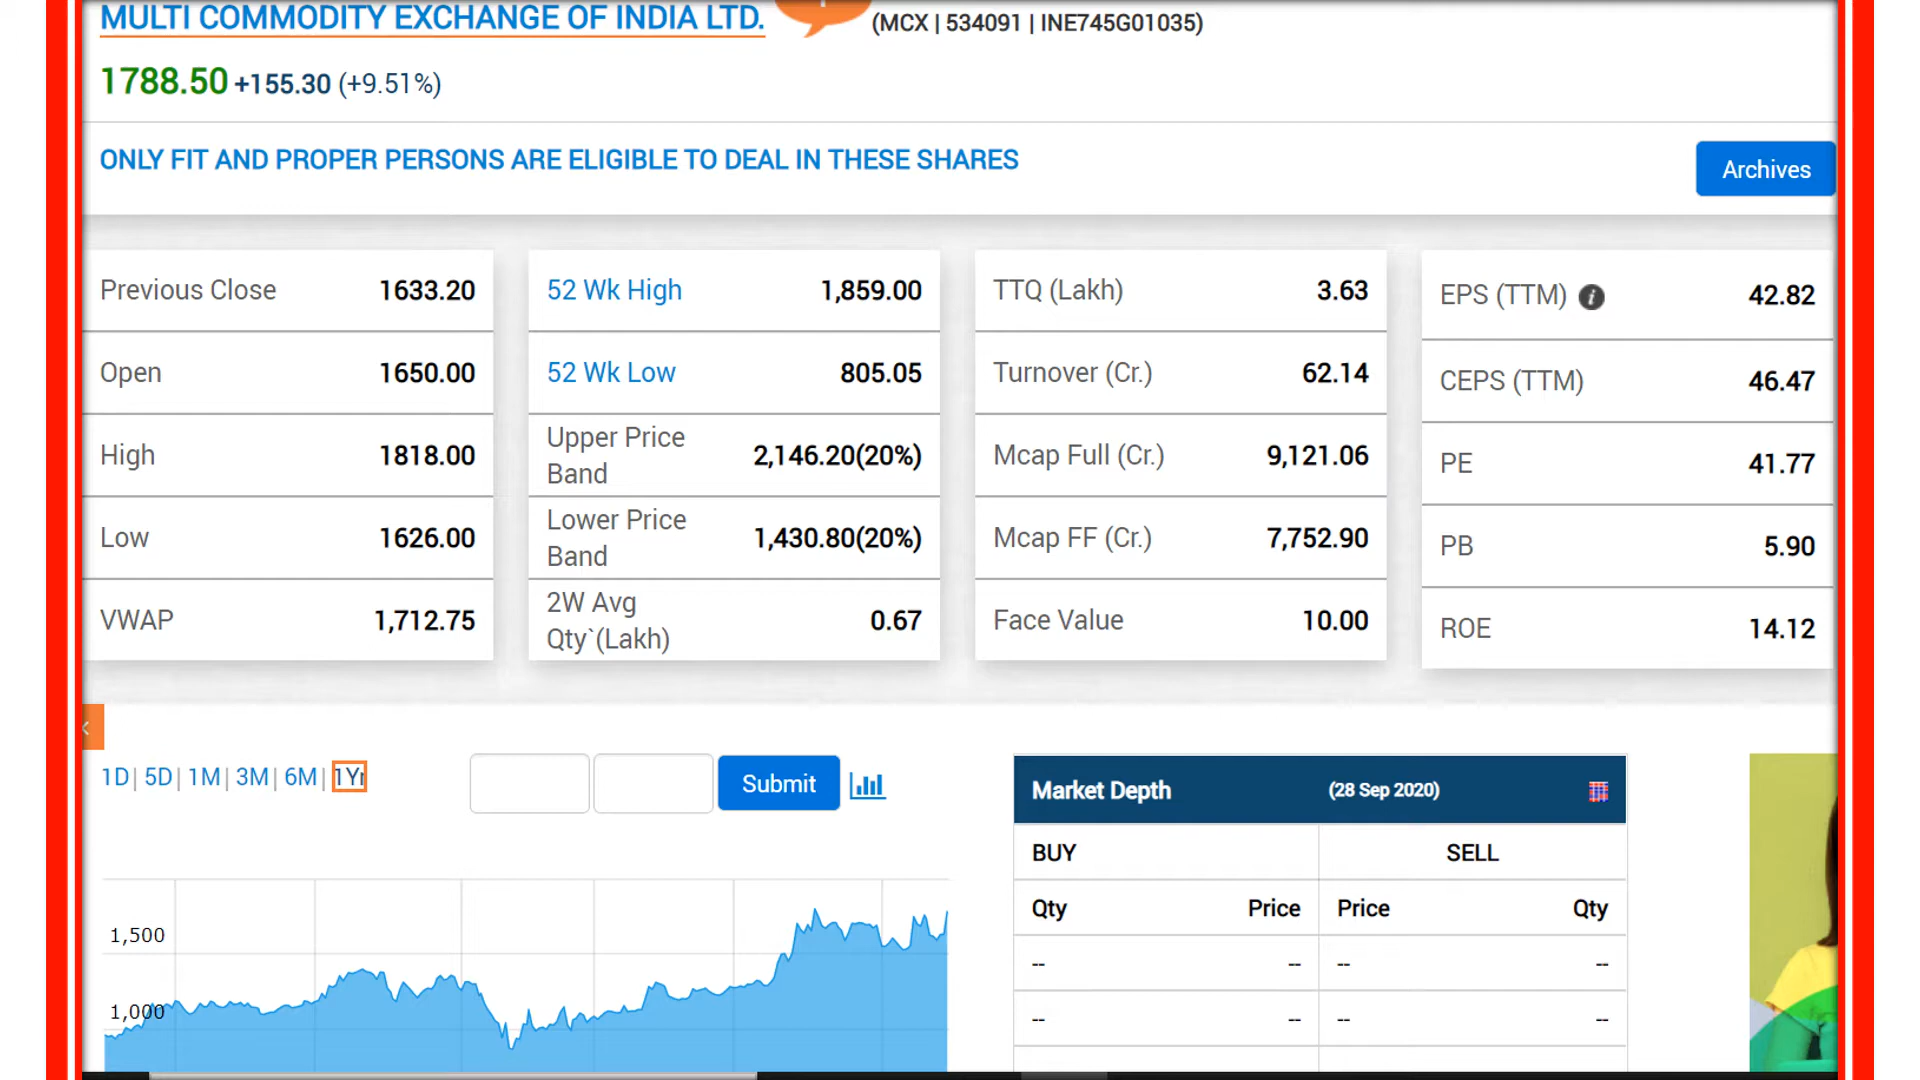 MULTI COMMODITY EXCHANGE OF INDIA LTD.
(MCX | 534091 | INE745G01035)
1788.50 +155.30 (+9.51%)
ONLY FIT AND PROPER PERSONS ARE ELIGIBLE TO DEAL IN THESE SHARES
Archives
Previous Close 1633.20
Open 1650.00
High 1818.00
Low 1626.00
VWAP 1,712.75
52 Wk High 1,859.00
52 Wk Low 805.05
Upper Price
Band 2,146.20(20%)
Lower Price
Band 1,430.80(20%)
2W Avg
Qty`(Lakh) 0.67
TTQ (Lakh) 3.63
Turnover (Cr.) 62.14
Mcap Full (Cr.) 9,121.06
Mcap FF (Cr.) 7,752.90
Face Value 10.00
EPS (TTM) i 42.82
CEPS (TTM) 46.47
PE 41.77
PB 5.90
ROE 14.12
1D| 5D| 1M| 3M| 6M| 1Yr
Submit
1,500
1,000
Market Depth (28 Sep 2020)
BUY SELL
Qty Price Price Qty
-- -- -- --
-- -- -- --